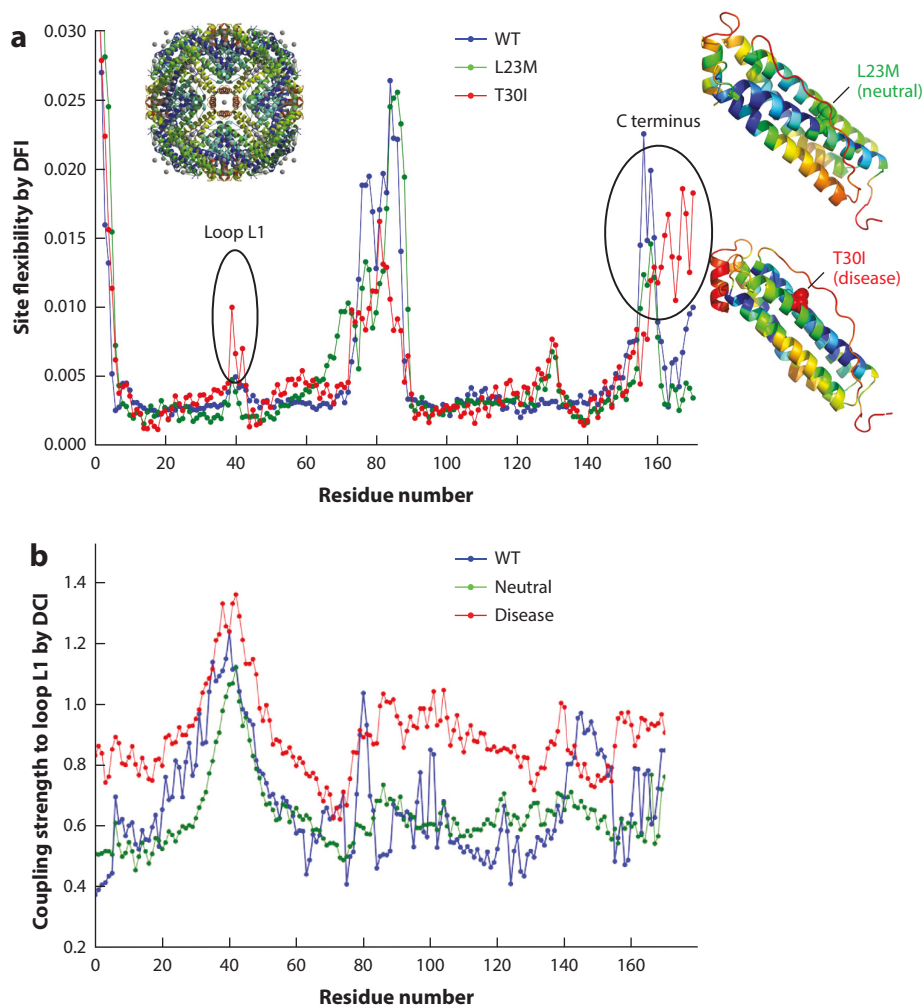 a
0.030
0.025
0.020
0.015
0.010
0.005
0.000
Site flexibility by DFI
WT
L23M
T30I
Loop L1
C terminus
L23M
(neutral)
T30I
(disease)
0 20 40 60 80 100 120 140 160
Residue number
b
1.4
1.2
1.0
0.8
0.6
0.4
0.2
Coupling strength to loop L1 by DCI
WT
Neutral
Disease
0 20 40 60 80 100 120 140 160
Residue number